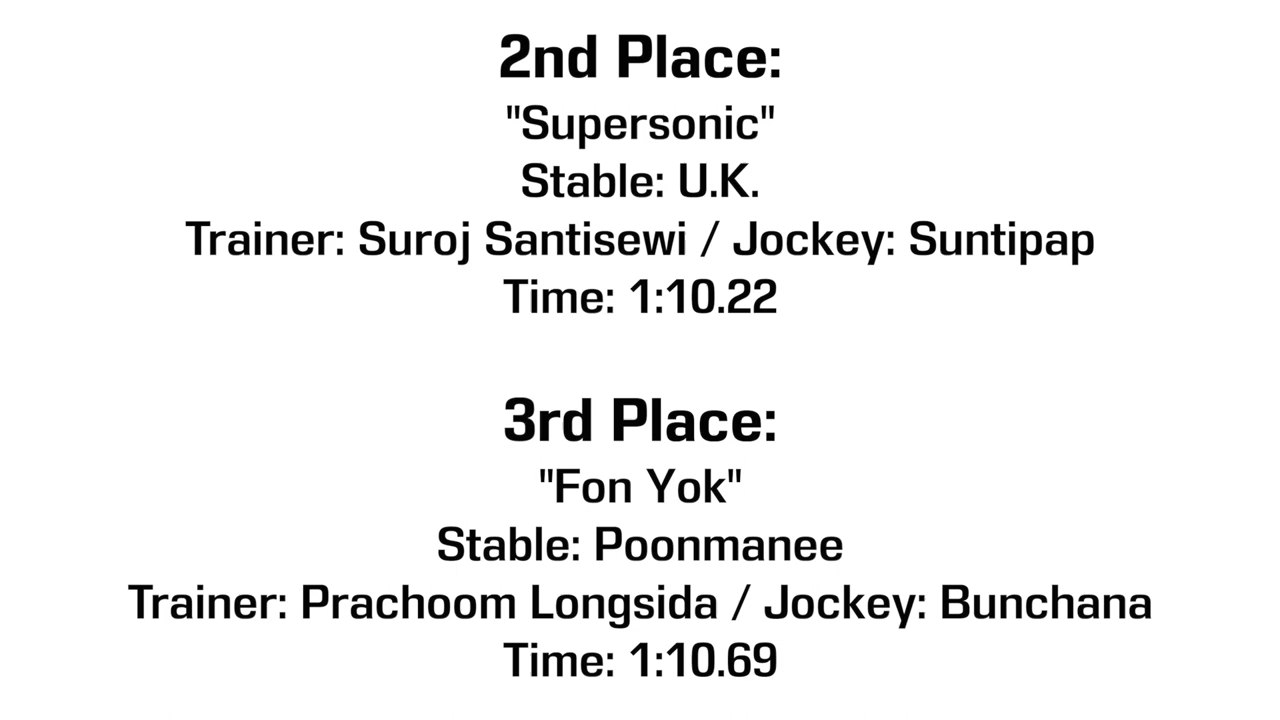 2nd Place:
"Supersonic"
Stable: U.K.
Trainer: Suroj Santisewi / Jockey: Suntipap
Time: 1:10.22
3rd Place:
"Fon Yok"
Stable: Poonmanee
Trainer: Prachoom Longsida / Jockey: Bunchana
Time: 1:10.69